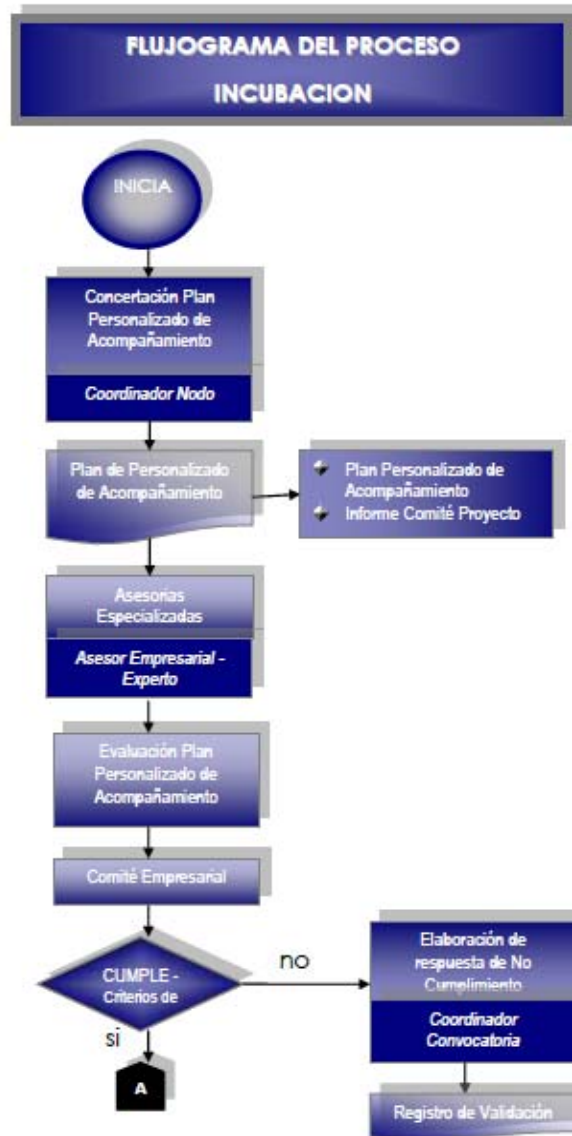 FLUJOGRAMA DEL PROCESO
INCUBACION
INICIA
Concertación Plan
Personalizado de
Acompañamiento
Coordinador Nodo
Plan de Personalizado
de Acompañamiento
Plan Personalizado de
Acompañamiento
Informe Comité Proyecto
Asesorias
Especializadas
Asesor Empresarial -
Experto
Evaluación Plan
Personalizado de
Acompañamiento
Comité Empresarial
CUMPLE -
Criterios de
no
si
A
Elaboración de
respuesta de No
Cumplimiento
Coordinador
Convocatoria
Registro de Validación